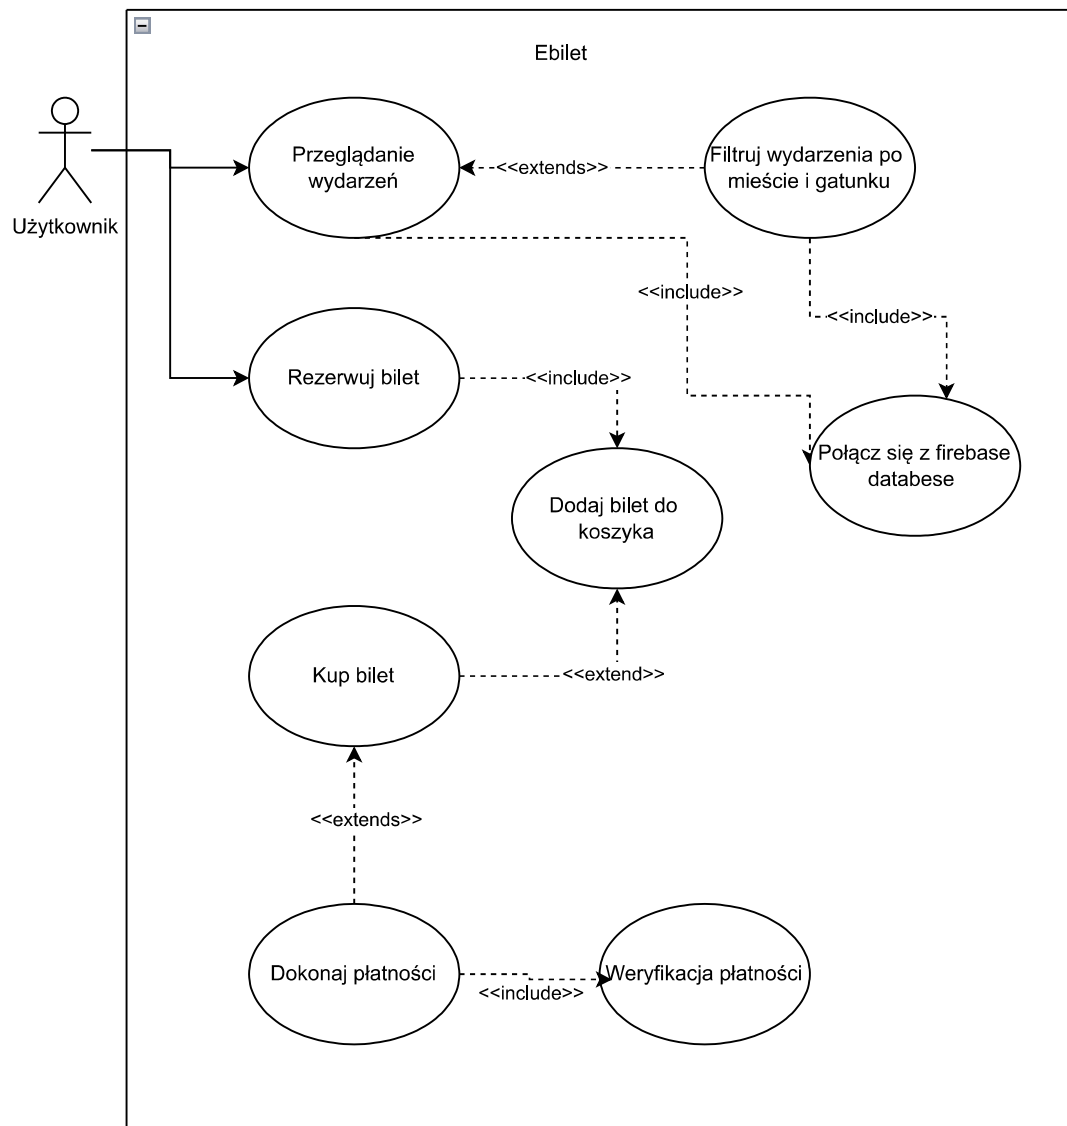 Ebilet
Użytkownik
Przeglądanie
wydarzeń
<<extends>>
Filtruj wydarzenia po
mieście i gatunku
<<include>>
<<include>>
Rezerwuj bilet
<<include>>
Połącz się z firebase
databese
Dodaj bilet do
koszyka
Kup bilet
<<extend>>
<<extends>>
Dokonaj płatności
<<include>>
Weryfikacja płatności